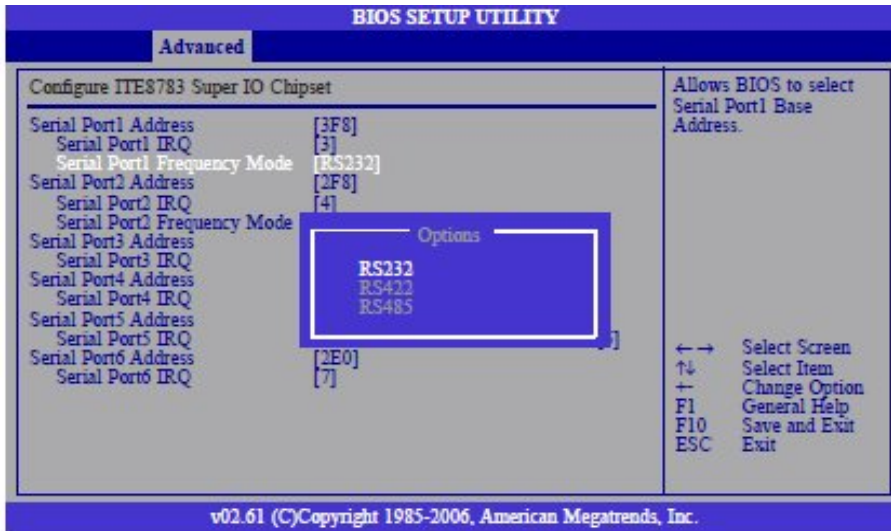 BIOS SETUP UTILITY
Advanced
Configure ITE8783 Super IO Chipset
Serial Port1 Address [3F8]
Serial Port1 IRQ [3]
Serial Port1 Frequency Mode [RS232]
Serial Port2 Address [2F8]
Serial Port2 IRQ [4]
Serial Port2 Frequency Mode
Serial Port3 Address
Serial Port3 IRQ
Serial Port4 Address
Serial Port4 IRQ
Serial Port5 Address
Serial Port5 IRQ
Serial Port6 Address [2E0]
Serial Port6 IRQ [7]
Options
RS232
RS422
RS485
Allows BIOS to select
Serial Port1 Base
Address.
←→ Select Screen
↑↓ Select Item
←- Change Option
F1 General Help
F10 Save and Exit
ESC Exit
v02.61 (C)Copyright 1985-2006, American Megatrends, Inc.